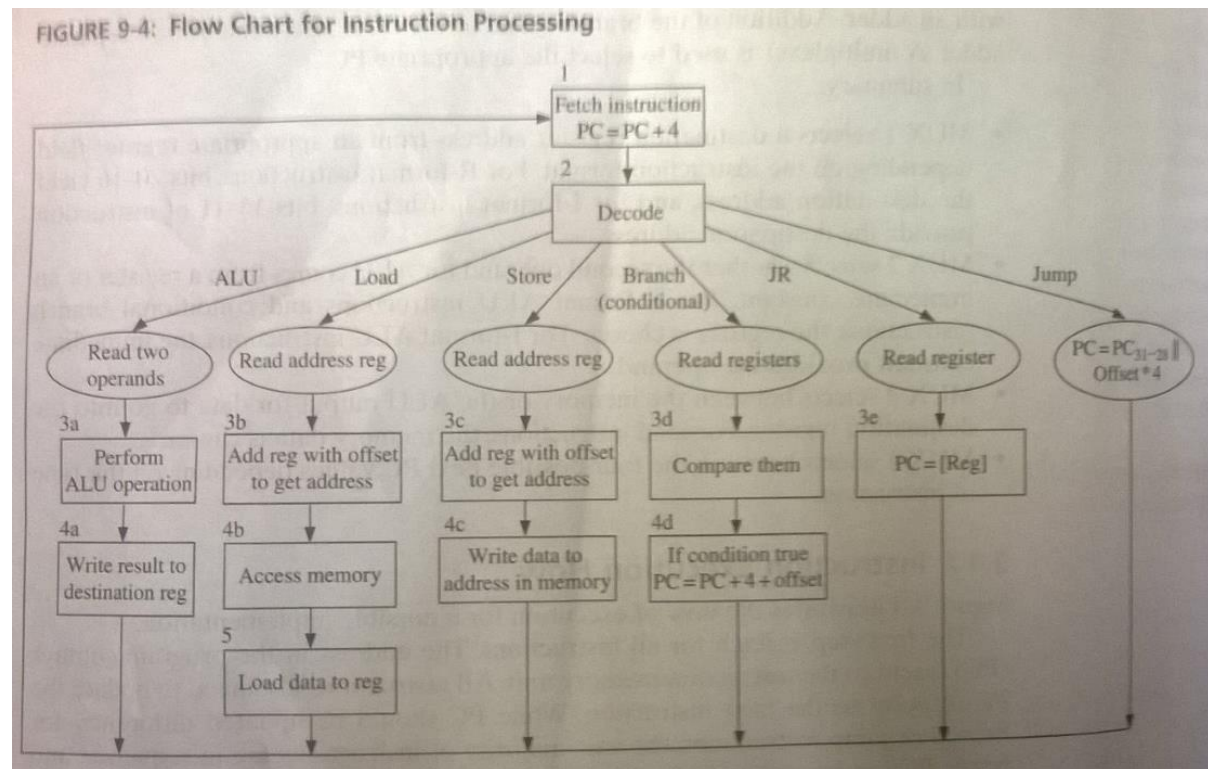 FIGURE 9-4: Flow Chart for Instruction Processing
1
Fetch instruction
PC=PC+4
2
Decode
ALU
Load
Store
Branch
(conditional)
JR
Jump
Read two
operands
Read address reg
Read address reg
Read registers
Read register
PC=PC31–28 ||
Offset*4
3a
Perform
ALU operation
3b
Add reg with offset
to get address
3c
Add reg with offset
to get address
3d
Compare them
3e
PC=[Reg]
4a
Write result to
destination reg
4b
Access memory
4c
Write data to
address in memory
4d
If condition true
PC=PC+4+offset
5
Load data to reg